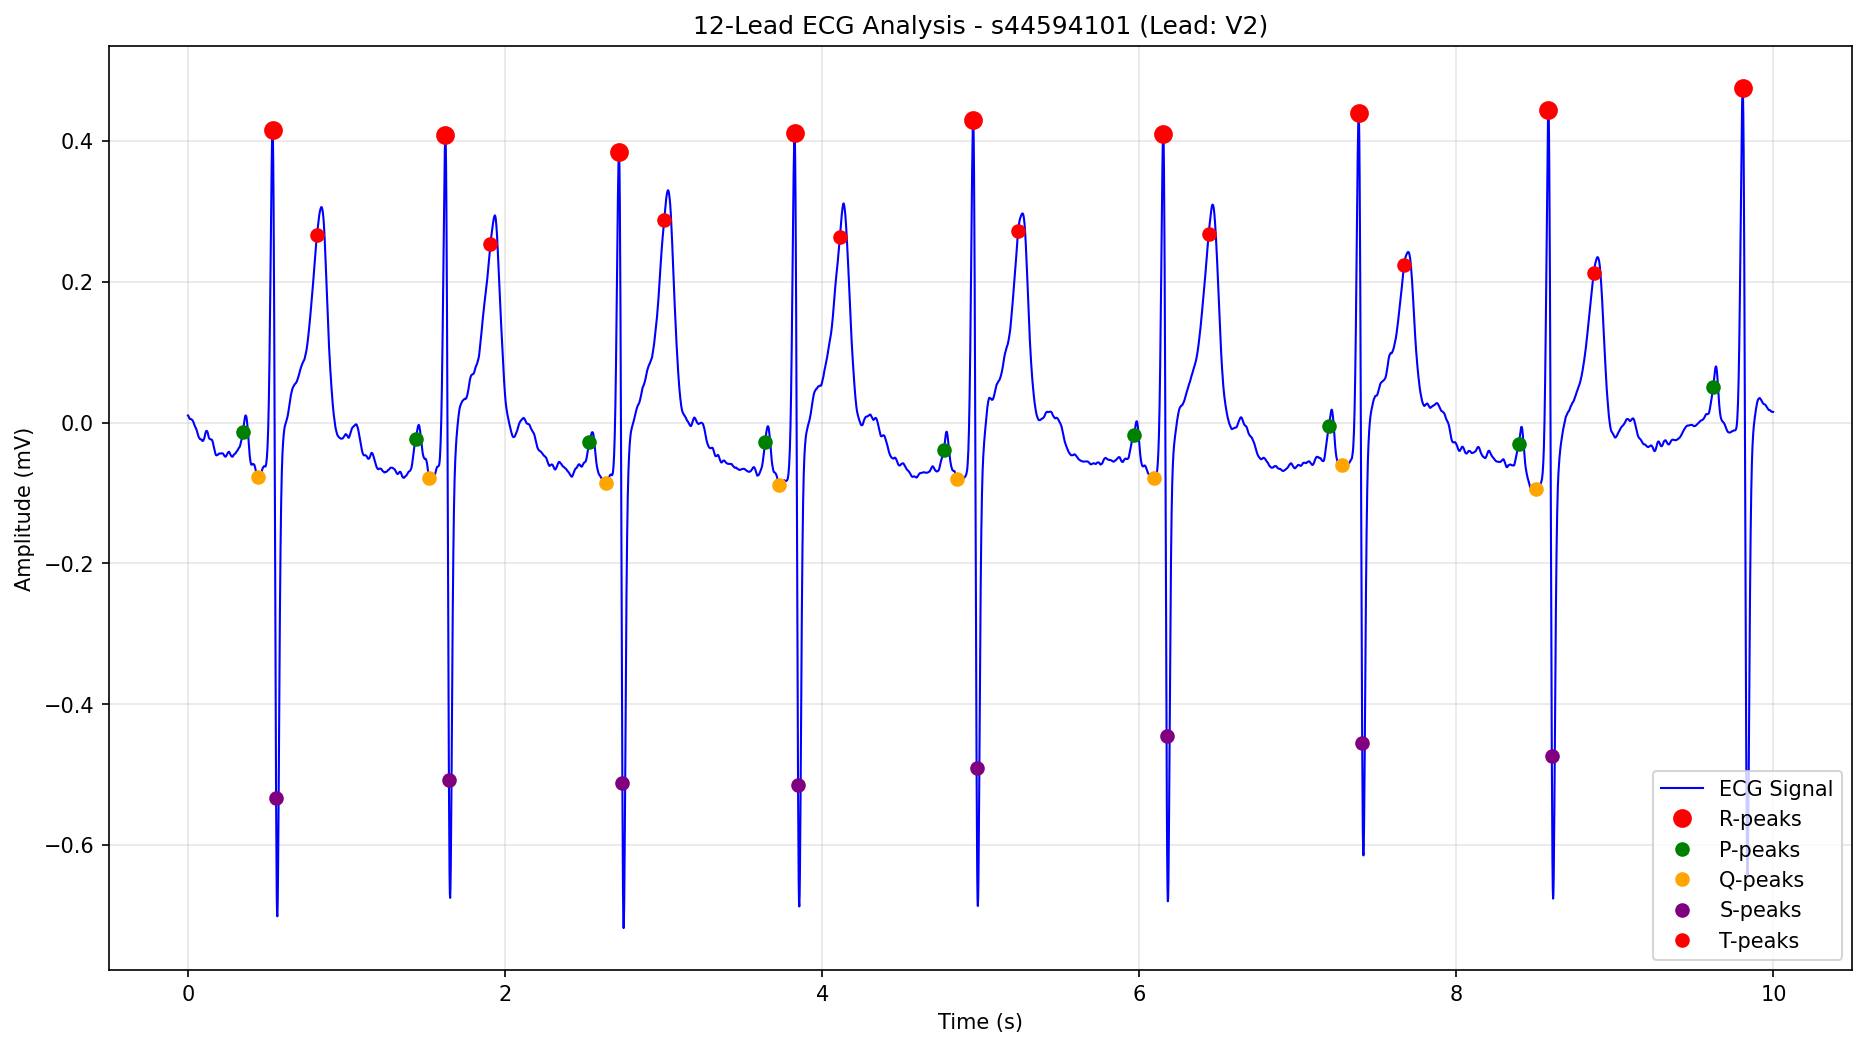 12-Lead ECG Analysis - s44594101 (Lead: V2)
0.4
0.2
0.0
−0.2
−0.4
−0.6
Amplitude (mV)
0 2 4 6 8 10
Time (s)
ECG Signal
R-peaks
P-peaks
Q-peaks
S-peaks
T-peaks